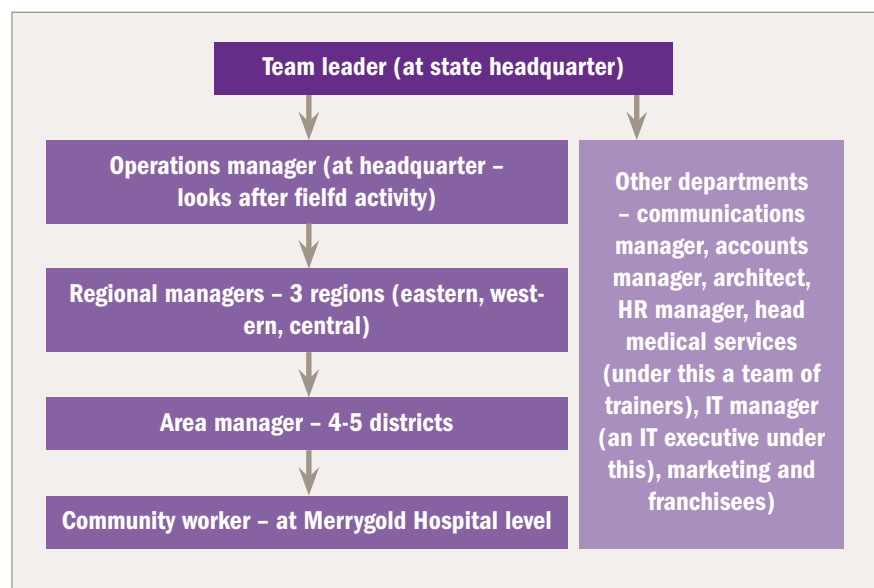 Team leader (at state headquarter)
Operations manager (at headquarter –
looks after fielfd activity)
Regional managers – 3 regions (eastern, west-
ern, central)
Area manager – 4-5 districts
Community worker – at Merrygold Hospital level
Other departments
– communications
manager, accounts
manager, architect,
HR manager, head
medical services
(under this a team of
trainers), IT manager
(an IT executive under
this), marketing and
franchisees)